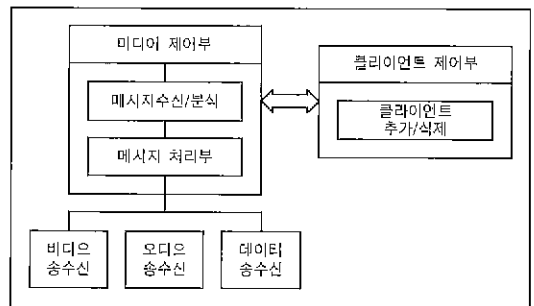 미디어 제어부
메시지수신/분석
메시지 처리부
클라이언트 제어부
클라이언트
추가/삭제
비디오
송수신
오디오
송수신
데이터
송수신